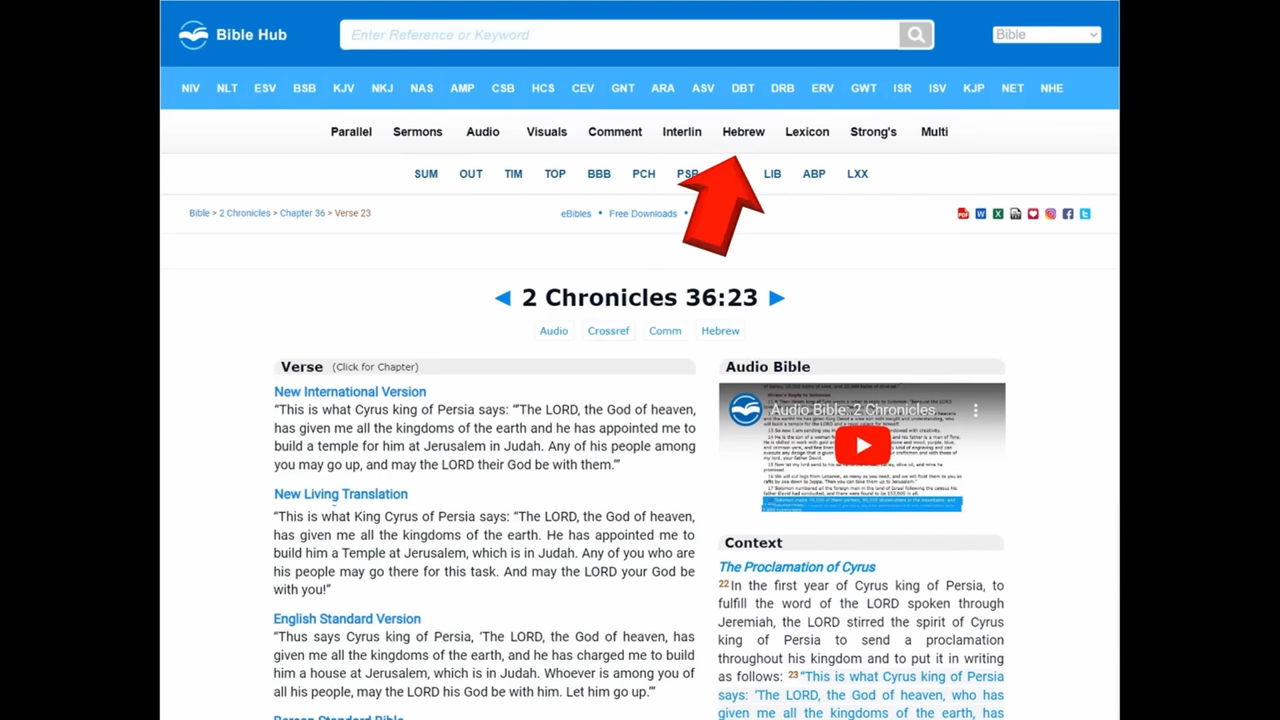 Bible Hub
Enter Reference or Keyword
Bible
NIV NLT ESV BSB KJV NKJ NAS AMP CSB HCS CEV GNT ARA ASV DBT DRB ERV GWT ISR ISV KJP NET NHE
Parallel Sermons Audio Visuals Comment Interlin Hebrew Lexicon Strong's Multi
SUM OUT TIM TOP BBB PCH LIB ABP LXX
Bible > 2 Chronicles > Chapter 36 > Verse 23
eBibles • Free Downloads •
◄ 2 Chronicles 36:23 ►
Audio Crossref Comm Hebrew
Verse (Click for Chapter)
New International Version
“This is what Cyrus king of Persia says: “‘The LORD, the God of heaven,
has given me all the kingdoms of the earth and he has appointed me to
build a temple for him at Jerusalem in Judah. Any of his people among
you may go up, and may the LORD their God be with them.’”
New Living Translation
“This is what King Cyrus of Persia says: “The LORD, the God of heaven,
has given me all the kingdoms of the earth. He has appointed me to
build him a Temple at Jerusalem, which is in Judah. Any of you who are
his people may go there for this task. And may the LORD your God be
with you!”
English Standard Version
“Thus says Cyrus king of Persia, ‘The LORD, the God of heaven, has
given me all the kingdoms of the earth, and he has charged me to build
him a house at Jerusalem, which is in Judah. Whoever is among you of
all his people, may the LORD his God be with him. Let him go up.’”
Audio Bible
Audio Bible: 2 Chronicles
Context
The Proclamation of Cyrus
22In the first year of Cyrus king of Persia, to
fulfill the word of the LORD spoken through
Jeremiah, the LORD stirred the spirit of Cyrus
king of Persia to send a proclamation
throughout his kingdom and to put it in writing
as follows: 23“This is what Cyrus king of Persia
says: ‘The LORD, the God of heaven, who has
given me all the kingdoms of the earth, has